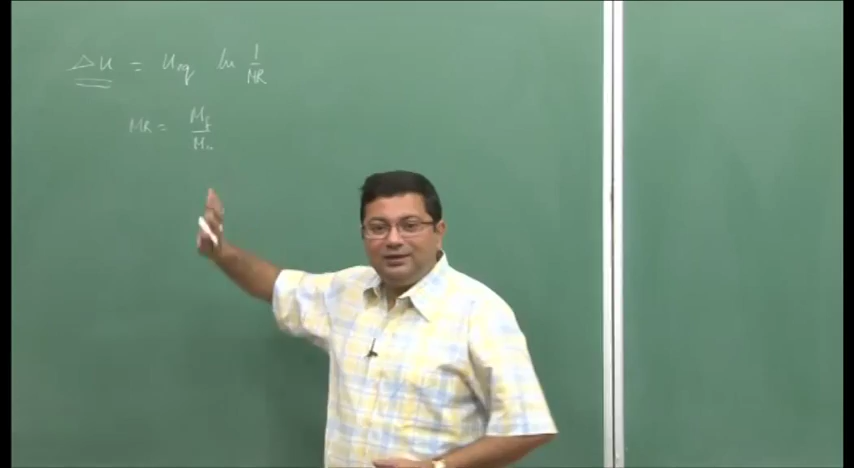 Δu = u_eq ln 1/MR
MR = M_f/M_o